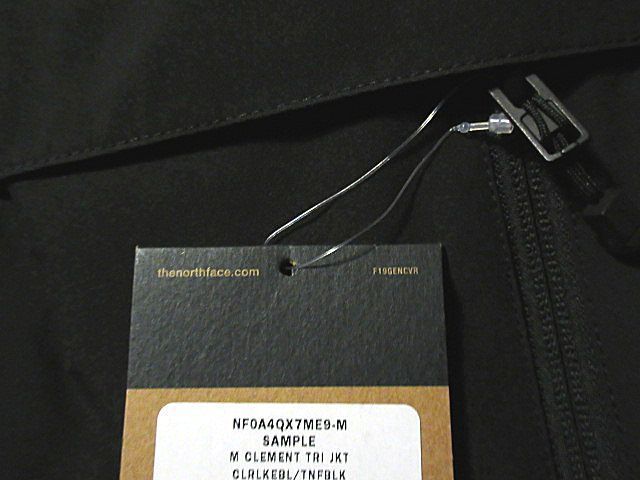 thenorthface.com
F19GENCVR
NF0A4QX7ME9-M
SAMPLE
M CLEMENT TRI JKT
CLRLKEBL/TNFBLK